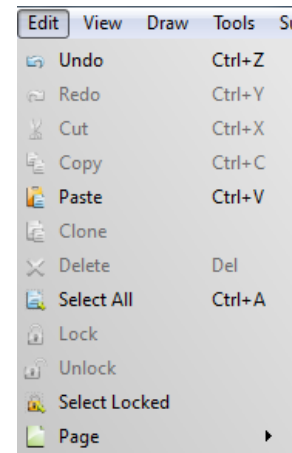 Edit View Draw Tools
Undo Ctrl+Z
Redo Ctrl+Y
Cut Ctrl+X
Copy Ctrl+C
Paste Ctrl+V
Clone
Delete Del
Select All Ctrl+A
Lock
Unlock
Select Locked
Page